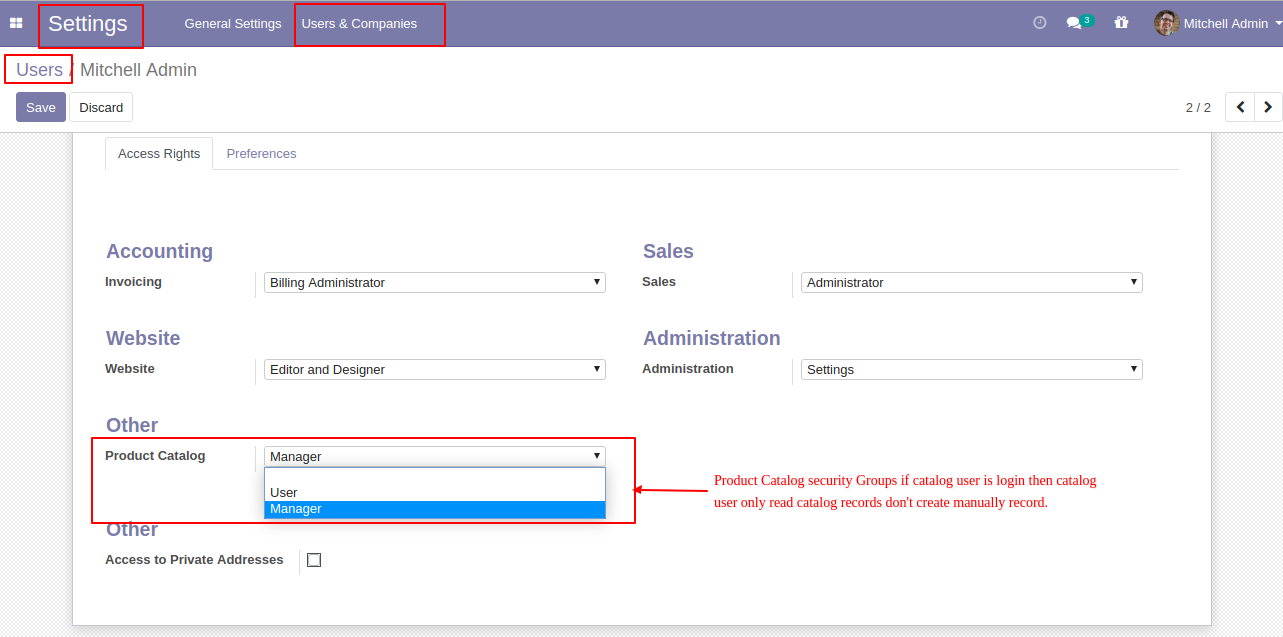 Settings General Settings Users & Companies 3 Mitchell Admin
Users / Mitchell Admin
Save Discard 2 / 2
Access Rights Preferences
Accounting Sales
Invoicing Billing Administrator Sales Administrator
Website Administration
Website Editor and Designer Administration Settings
Other
Product Catalog Manager
User
Manager
Product Catalog security Groups if catalog user is login then catalog
user only read catalog records don't create manually record.
Other
Access to Private Addresses